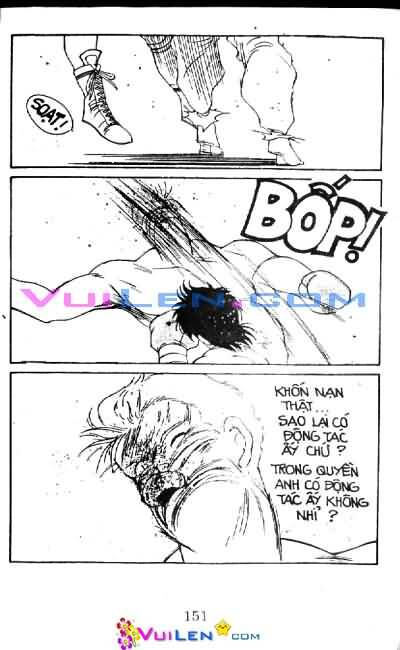 SOẠT!
BỐP!
VUILEN.COM
KHỐN NẠN
THẬT...
SAO LẠI CÓ
ĐỘNG TÁC
ẤY CHỨ ?
TRONG QUYỀN
ANH CÓ ĐỘNG
TÁC ẤY KHÔNG
NHỈ ?
151
VUILEN.COM